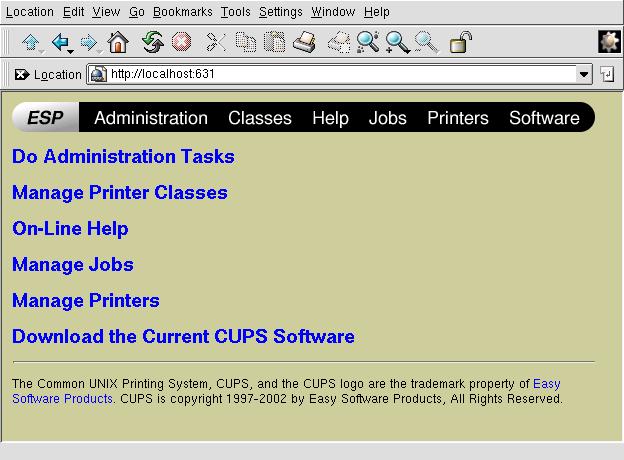 Location Edit View Go Bookmarks Tools Settings Window Help
Location http://localhost:631
ESP Administration Classes Help Jobs Printers Software
Do Administration Tasks
Manage Printer Classes
On-Line Help
Manage Jobs
Manage Printers
Download the Current CUPS Software
The Common UNIX Printing System, CUPS, and the CUPS logo are the trademark property of Easy
Software Products. CUPS is copyright 1997-2002 by Easy Software Products, All Rights Reserved.